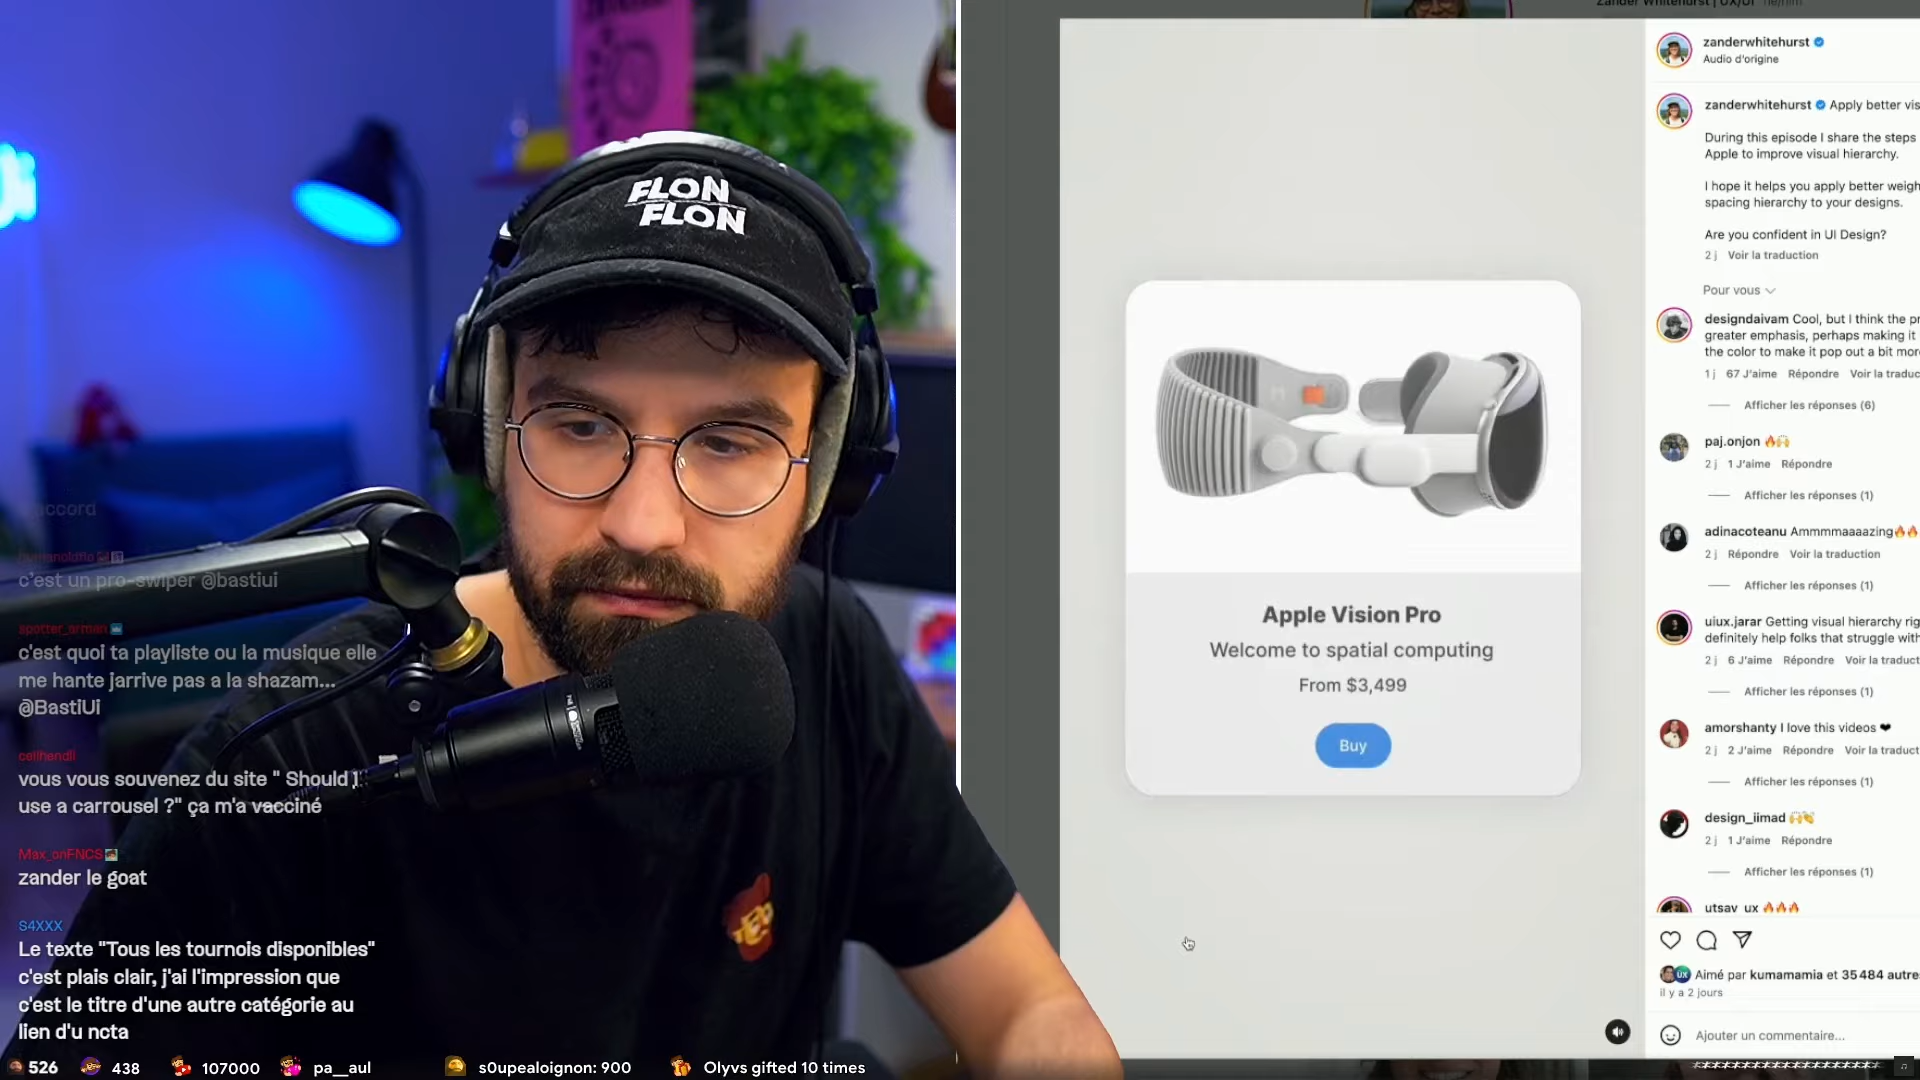 FLON
FLON
accord
c'est un pro-swiper @bastiui
spotter_arman
c'est quoi ta playliste ou la musique elle
me hante jarrive pas a la shazam...
@BastiUi
vous vous souvenez du site " Should I
use a carrousel ?" ça m'a vacciné
Max_onFNCS
zander le goat
S4XXX
Le texte "Tous les tournois disponibles"
c'est plais clair, j'ai l'impression que
c'est le titre d'une autre catégorie au
lien d'u ncta
526
438
107000
pa__aul
s0upealoignon: 900
Olyvs gifted 10 times
Zander Whitehurst | UX/UI he/him
Apple Vision Pro
Welcome to spatial computing
From $3,499
Buy
zanderwhitehurst
Audio d'origine
zanderwhitehurst Apply better vis
During this episode I share the steps
Apple to improve visual hierarchy.
I hope it helps you apply better weigh
spacing hierarchy to your designs.
Are you confident in UI Design?
2 j Voir la traduction
Pour vous
designdaivam Cool, but I think the pr
greater emphasis, perhaps making it
the color to make it pop out a bit more
1 j 67 J'aime Répondre Voir la traduc
Afficher les réponses (6)
paj.onjon 🔥🙌
2 j 1 J'aime Répondre
Afficher les réponses (1)
adinacoteanu Ammmmaaaazing🔥🔥
2 j Répondre Voir la traduction
Afficher les réponses (1)
uiux.jarar Getting visual hierarchy rig
definitely help folks that struggle with
2 j 6 J'aime Répondre Voir la traduct
Afficher les réponses (1)
amorshanty I love this videos ❤
2 j 2 J'aime Répondre Voir la traduct
Afficher les réponses (1)
design_iimad 🙌👏
2 j 1 J'aime Répondre
Afficher les réponses (1)
utsav_ux 🔥🔥🔥
Aimé par kumamamia et 35 484 autre
il y a 2 jours
Ajouter un commentaire...